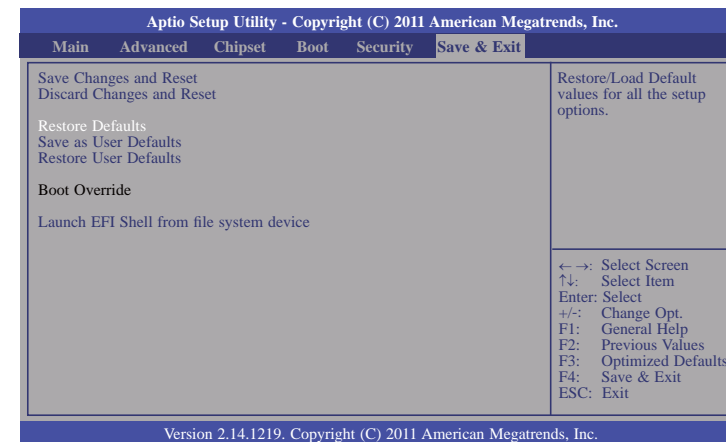 Aptio Setup Utility - Copyright (C) 2011 American Megatrends, Inc.
Main Advanced Chipset Boot Security Save & Exit
Save Changes and Reset
Discard Changes and Reset
Restore Defaults
Save as User Defaults
Restore User Defaults
Boot Override
Launch EFI Shell from file system device
Restore/Load Default
values for all the setup
options.
←→: Select Screen
↑↓: Select Item
Enter: Select
+/-: Change Opt.
F1: General Help
F2: Previous Values
F3: Optimized Defaults
F4: Save & Exit
ESC: Exit
Version 2.14.1219. Copyright (C) 2011 American Megatrends, Inc.